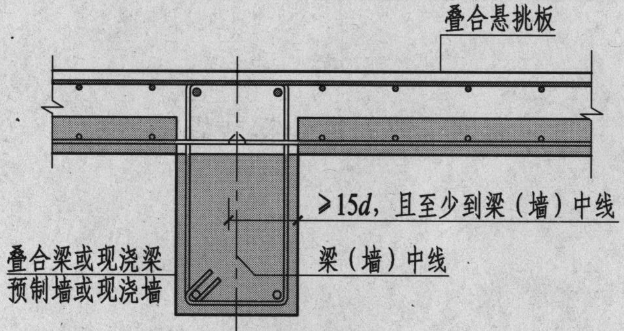 叠合悬挑板
≥15d，且至少到梁（墙）中线
叠合梁或现浇梁
预制墙或现浇墙
梁（墙）中线